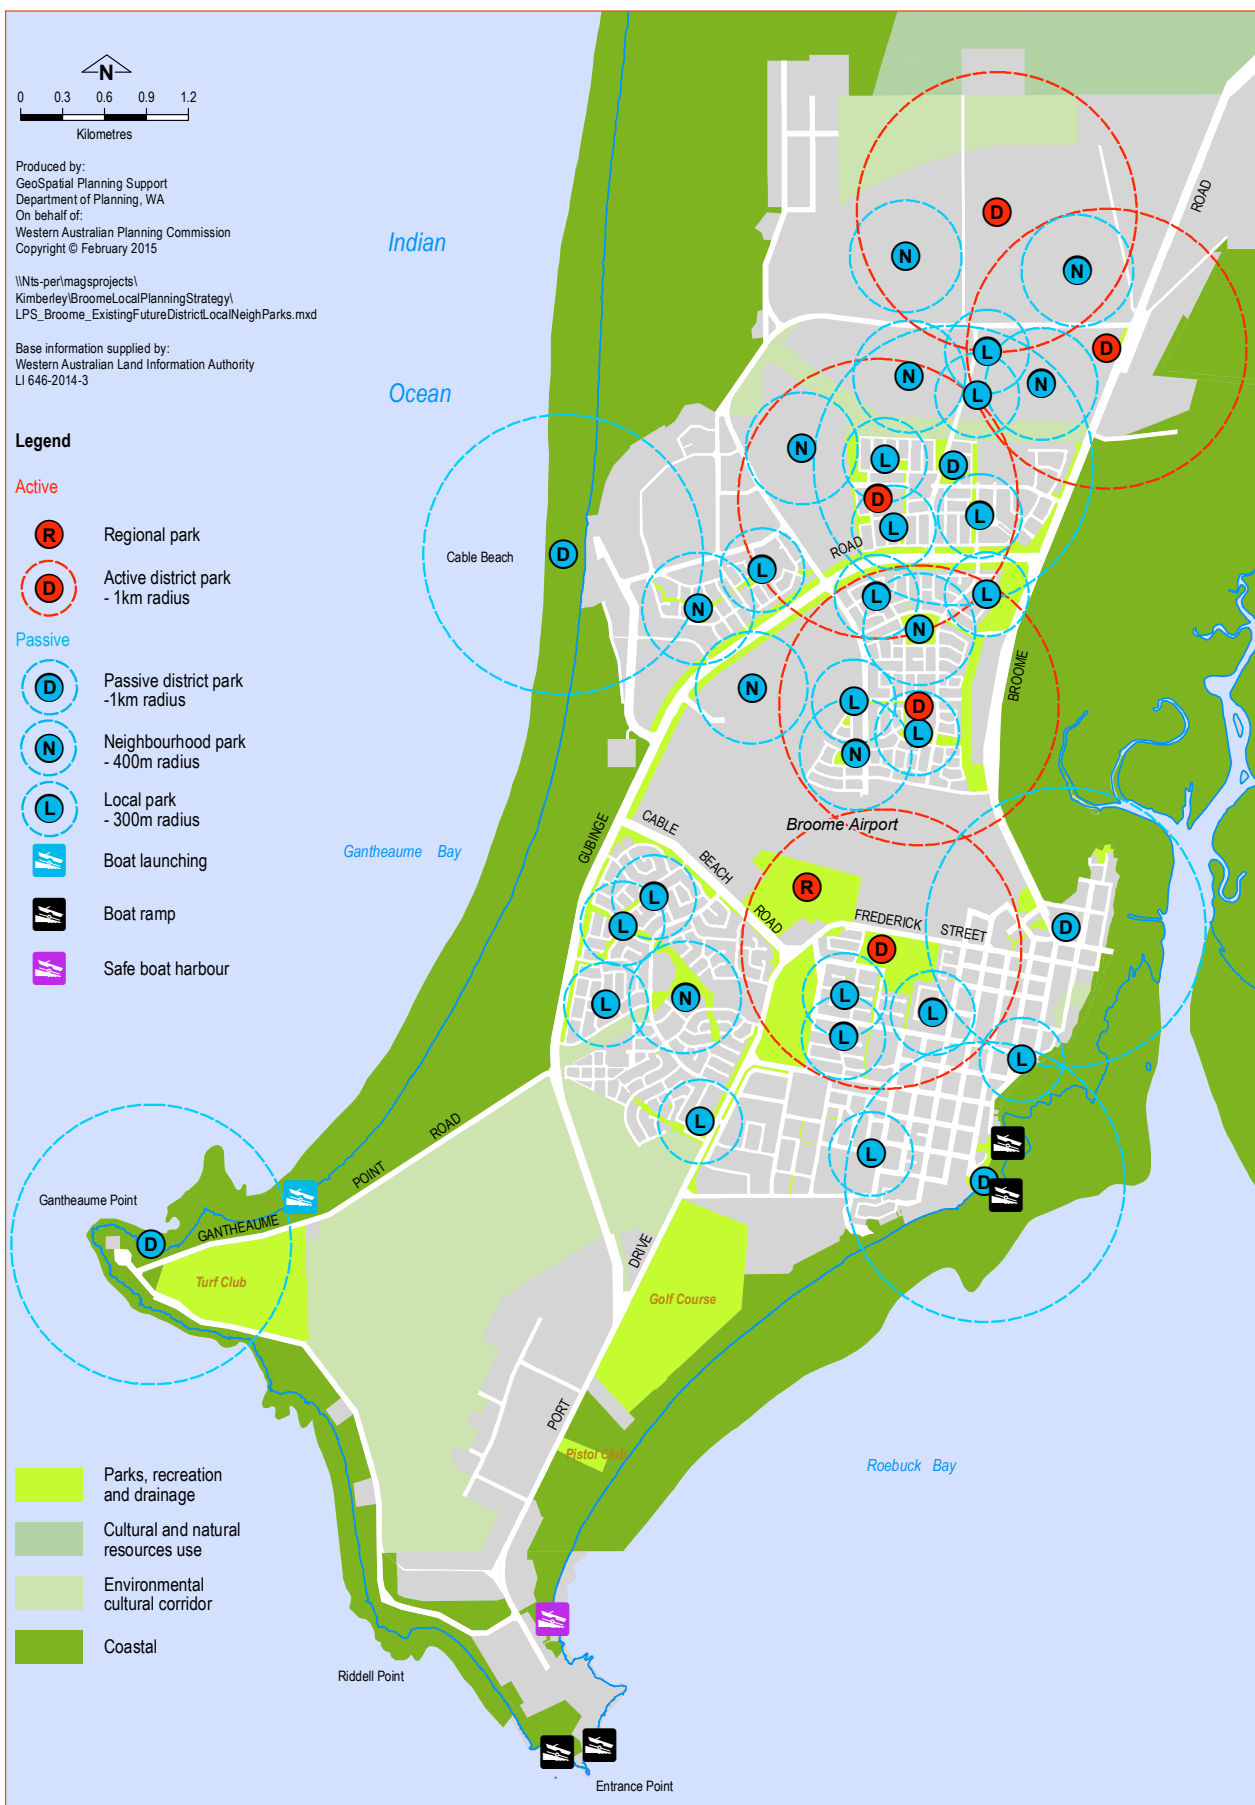 N
0 0.3 0.6 0.9 1.2
Kilometres
Produced by:
GeoSpatial Planning Support
Department of Planning, WA
On behalf of:
Western Australian Planning Commission
Copyright © February 2015
\\Nts-per\magsprojects\
Kimberley\BroomeLocalPlanningStrategy\
LPS_Broome_ExistingFutureDistrictLocalNeighParks.mxd
Base information supplied by:
Western Australian Land Information Authority
LI 646-2014-3
Legend
Active
R Regional park
D Active district park
- 1km radius
Passive
D Passive district park
-1km radius
N Neighbourhood park
- 400m radius
L Local park
- 300m radius
Boat launching
Boat ramp
Safe boat harbour
Parks, recreation
and drainage
Cultural and natural
resources use
Environmental
cultural corridor
Coastal
Indian
Ocean
ROAD
D
N
N
L
D
N
N
L
N
L
D
D
L
L
Cable Beach
D
ROAD
L
N
L
L
N
BROOME
N
L
D
L
N
Broome Airport
Gantheaume Bay
GUBINGE
CABLE
BEACH
ROAD
R
FREDERICK
STREET
D
D
L
L
N
L
L
L
L
L
L
L
D
ROAD
POINT
GANTHEAUME
Gantheaume Point
D
Turf Club
DRIVE
Golf Course
PORT
Pistol Club
Roebuck Bay
Riddell Point
Entrance Point